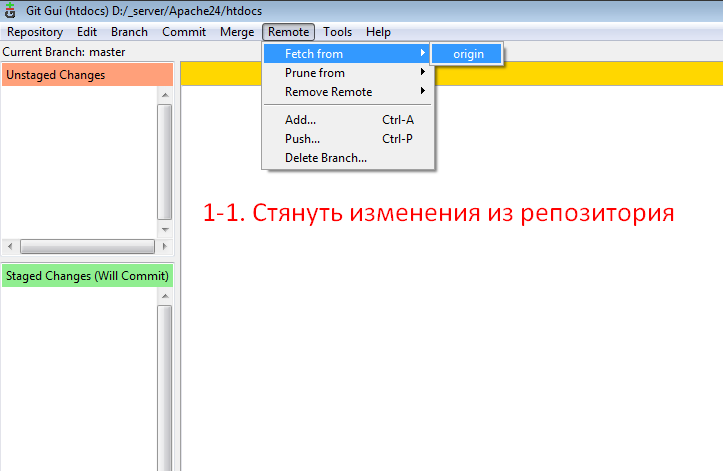 Git Gui (htdocs) D:/_server/Apache24/htdocs
Repository Edit Branch Commit Merge Remote Tools Help
Current Branch: master
Fetch from
origin
Prune from
Remove Remote
Add... Ctrl-A
Push... Ctrl-P
Delete Branch...
Unstaged Changes
1-1. Стянуть изменения из репозитория
Staged Changes (Will Commit)